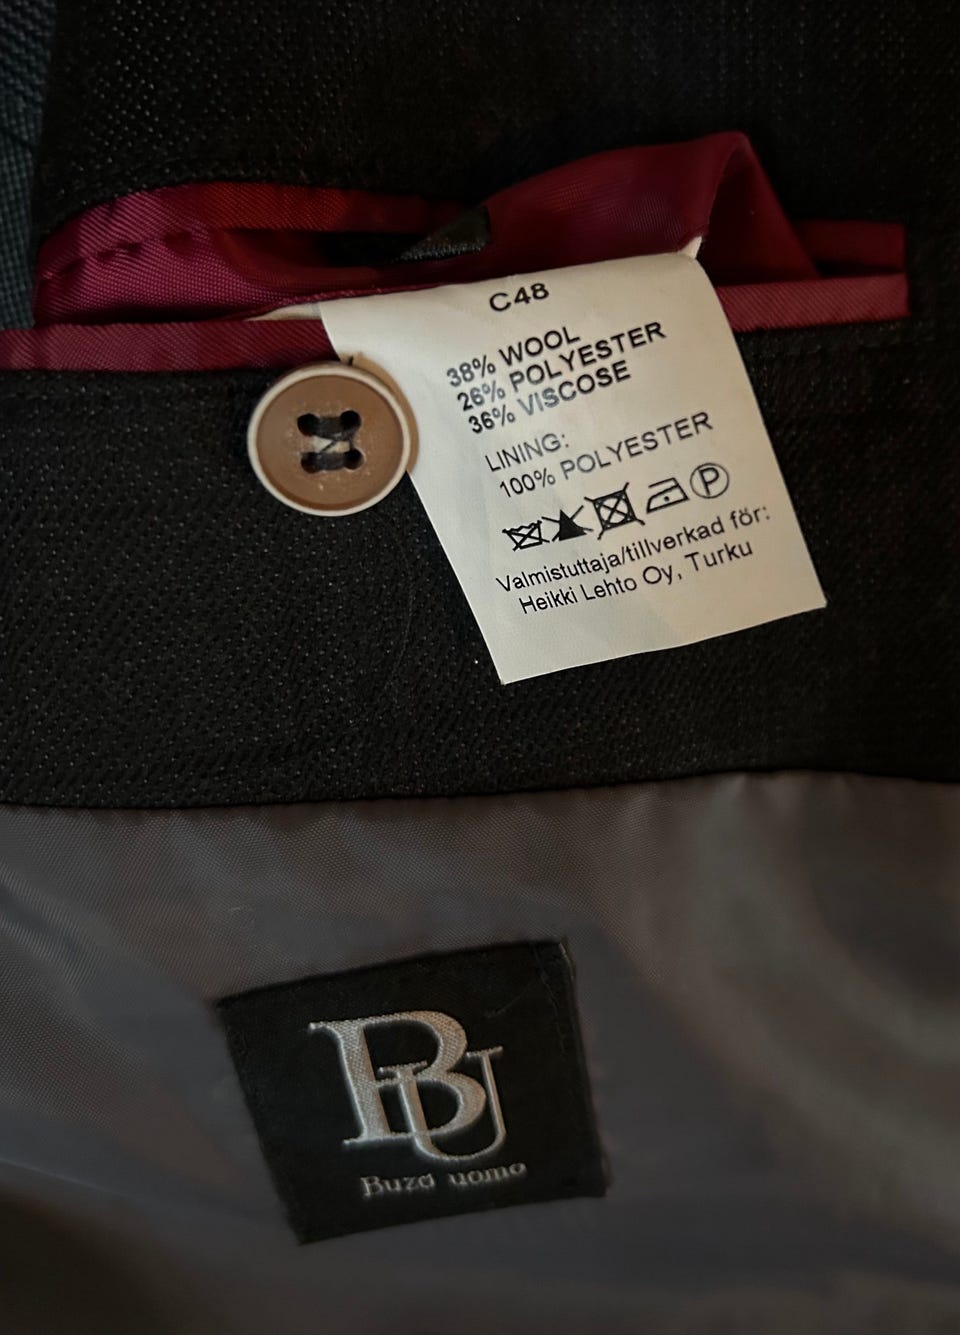 C48
38% WOOL
26% POLYESTER
36% VISCOSE
LINING:
100% POLYESTER
P
Valmistuttaja/tillverkad för:
Heikki Lehto Oy, Turku
BU
Buza uomo